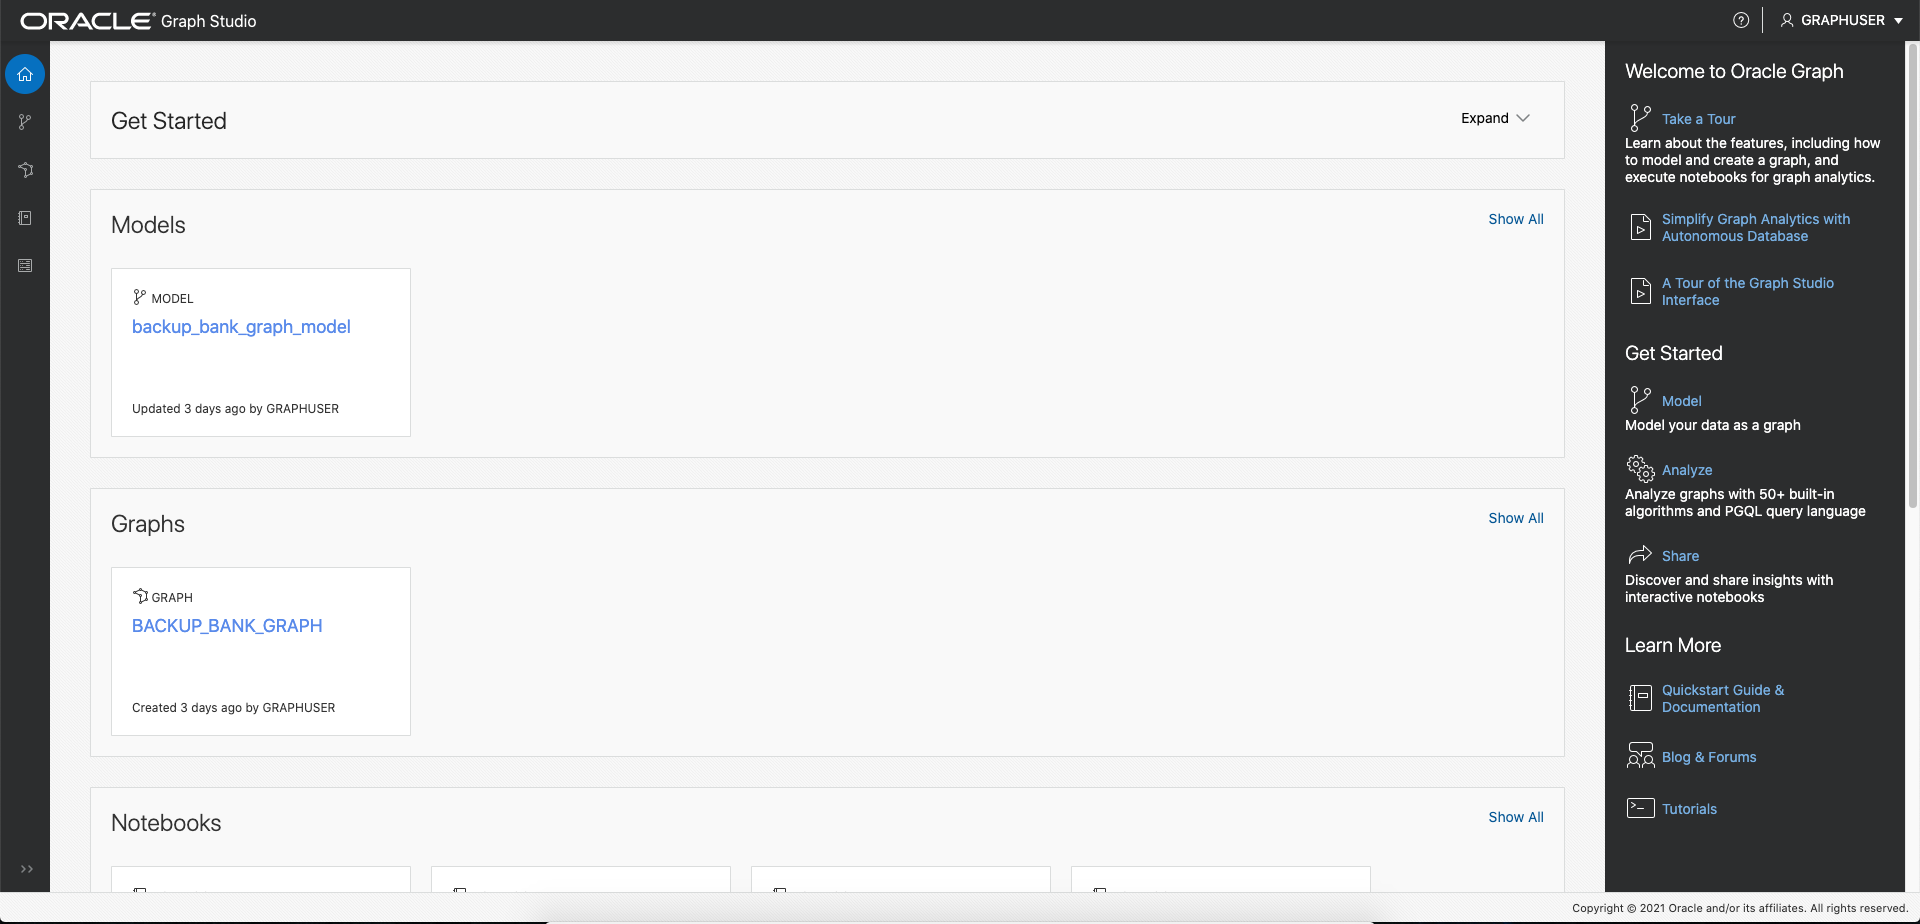 ORACLE Graph Studio
GRAPHUSER
Get Started
Expand
Models
Show All
MODEL
backup_bank_graph_model
Updated 3 days ago by GRAPHUSER
Graphs
Show All
GRAPH
BACKUP_BANK_GRAPH
Created 3 days ago by GRAPHUSER
Notebooks
Show All
Welcome to Oracle Graph
Take a Tour
Learn about the features, including how
to model and create a graph, and
execute notebooks for graph analytics.
Simplify Graph Analytics with
Autonomous Database
A Tour of the Graph Studio
Interface
Get Started
Model
Model your data as a graph
Analyze
Analyze graphs with 50+ built-in
algorithms and PGQL query language
Share
Discover and share insights with
interactive notebooks
Learn More
Quickstart Guide &
Documentation
Blog & Forums
Tutorials
Copyright © 2021 Oracle and/or its affiliates. All rights reserved.